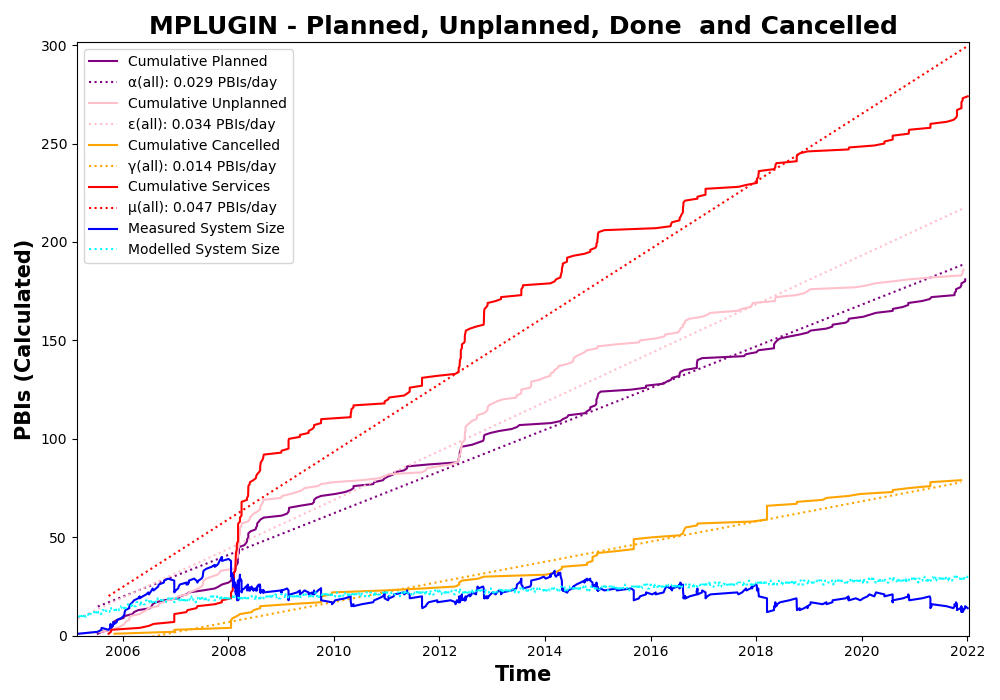 MPLUGIN - Planned, Unplanned, Done  and Cancelled
Cumulative Planned
α(all): 0.029 PBIs/day
Cumulative Unplanned
ε(all): 0.034 PBIs/day
Cumulative Cancelled
γ(all): 0.014 PBIs/day
Cumulative Services
μ(all): 0.047 PBIs/day
Measured System Size
Modelled System Size
PBIs (Calculated)
300
250
200
150
100
50
0
2006 2008 2010 2012 2014 2016 2018 2020 2022
Time